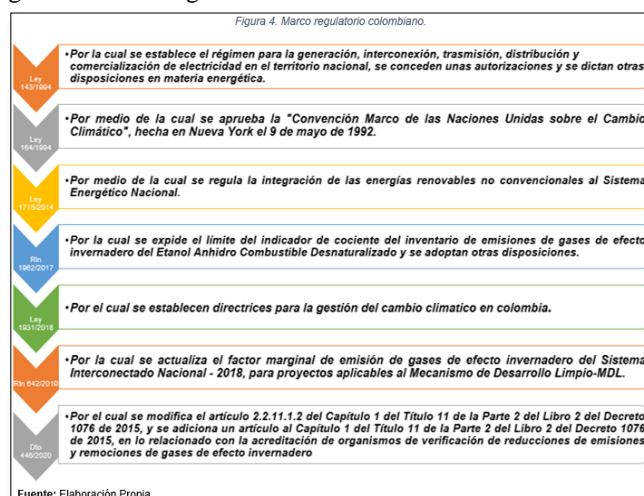 Figura 4. Marco regulatorio colombiano.
Ley
143/1994
•Por la cual se establece el régimen para la generación, interconexión, trasmisión, distribución y
comercialización de electricidad en el territorio nacional, se conceden unas autorizaciones y se dictan otras
disposiciones en materia energética.
Ley
164/1994
•Por medio de la cual se aprueba la "Convención Marco de las Naciones Unidas sobre el Cambio
Climático", hecha en Nueva York el 9 de mayo de 1992.
Ley
1715/2014
•Por medio de la cual se regula la integración de las energías renovables no convencionales al Sistema
Energético Nacional.
Rln
1962/2017
•Por la cual se expide el límite del indicador de cociente del inventario de emisiones de gases de efecto
invernadero del Etanol Anhidro Combustible Desnaturalizado y se adoptan otras disposiciones.
Ley
1931/2018
•Por el cual se establecen directrices para la gestión del cambio climatico en colombia.
Rln 642/2019
•Por la cual se actualiza el factor marginal de emisión de gases de efecto invernadero del Sistema
Interconectado Nacional - 2018, para proyectos aplicables al Mecanismo de Desarrollo Limpio-MDL.
Dto
446/2020
•Por el cual se modifica el artículo 2.2.11.1.2 del Capítulo 1 del Título 11 de la Parte 2 del Libro 2 del Decreto
1076 de 2015, y se adiciona un artículo al Capítulo 1 del Título 11 de la Parte 2 del Libro 2 del Decreto 1076
de 2015, en lo relacionado con la acreditación de organismos de verificación de reducciones de emisiones
y remociones de gases de efecto invernadero
Fuente: Elaboración Propia